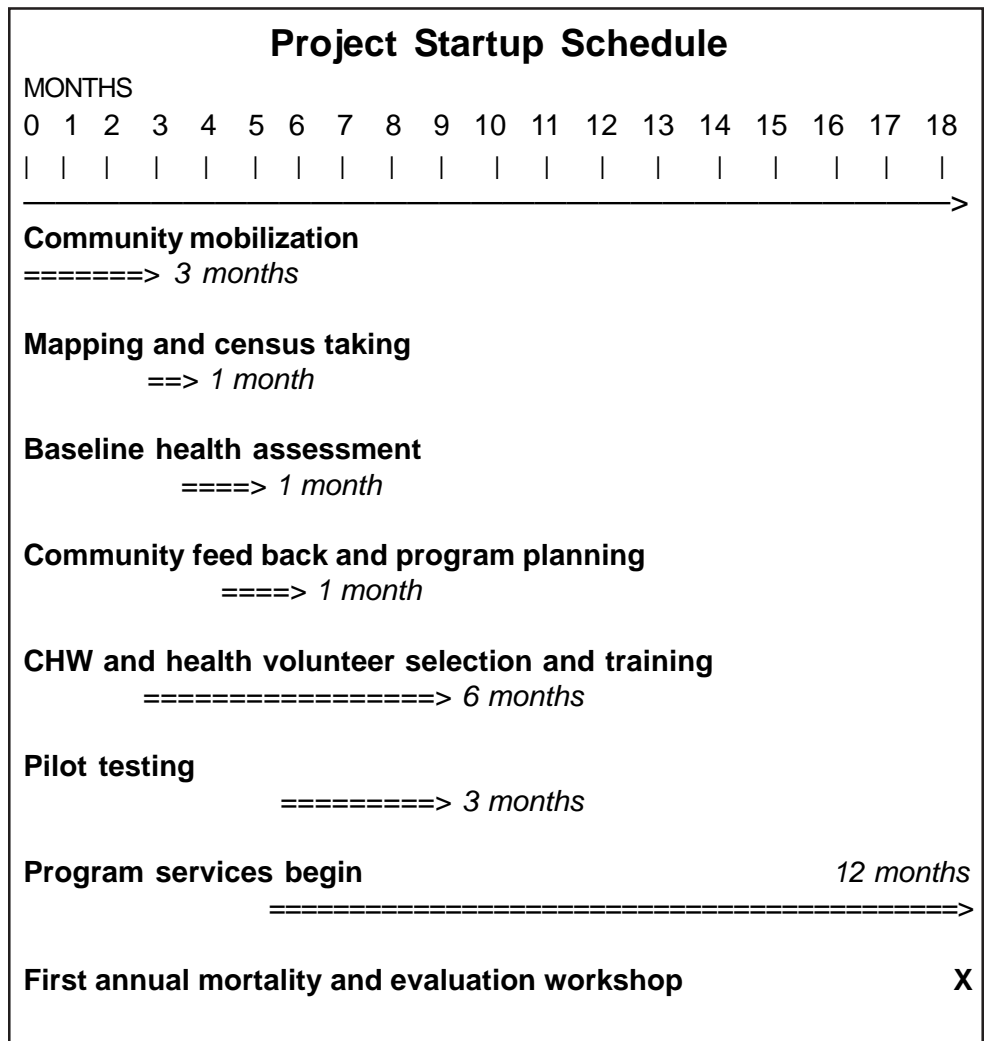 Project Startup Schedule
MONTHS
0 1 2 3 4 5 6 7 8 9 10 11 12 13 14 15 16 17 18
| | | | | | | | | | | | | | | | | | |
————————————————————————————>
Community mobilization
=======> 3 months
Mapping and census taking
==> 1 month
Baseline health assessment
====> 1 month
Community feed back and program planning
====> 1 month
CHW and health volunteer selection and training
=================> 6 months
Pilot testing
=========> 3 months
Program services begin 12 months
===========================================>
First annual mortality and evaluation workshop X